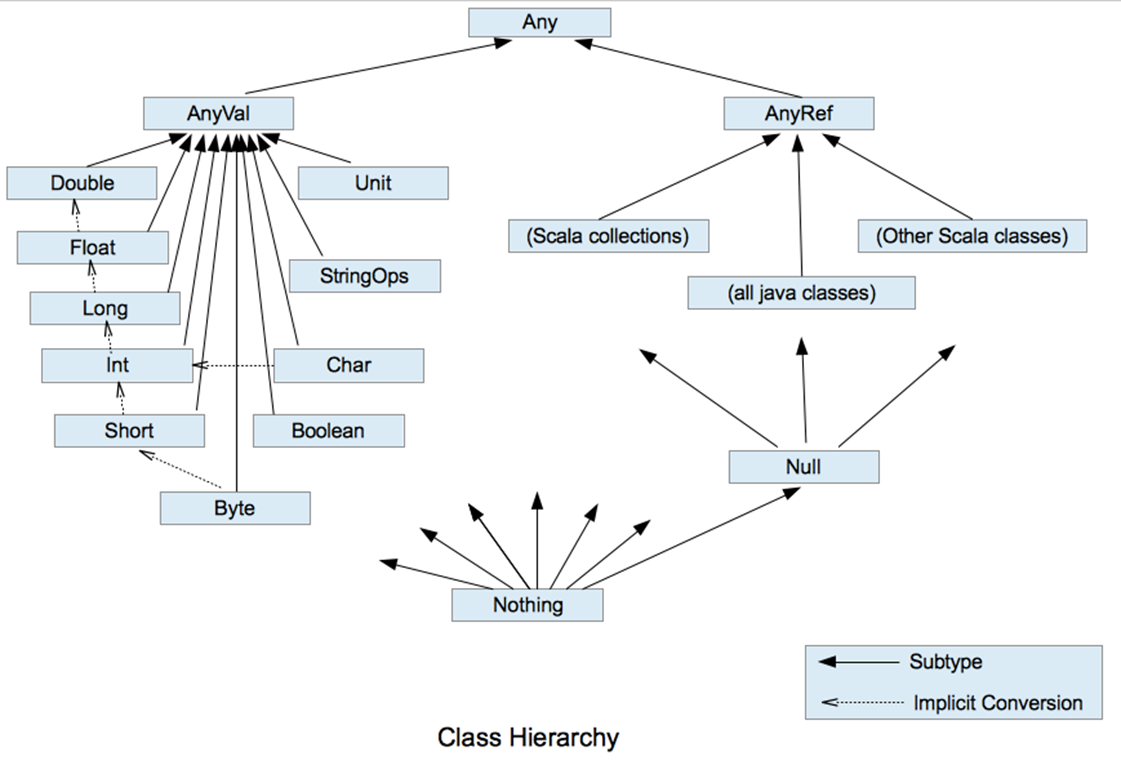 Any
AnyVal
AnyRef
Double
Unit
Float
(Scala collections)
(Other Scala classes)
StringOps
(all java classes)
Long
Int
Char
Short
Boolean
Null
Byte
Nothing
Subtype
Implicit Conversion
Class Hierarchy